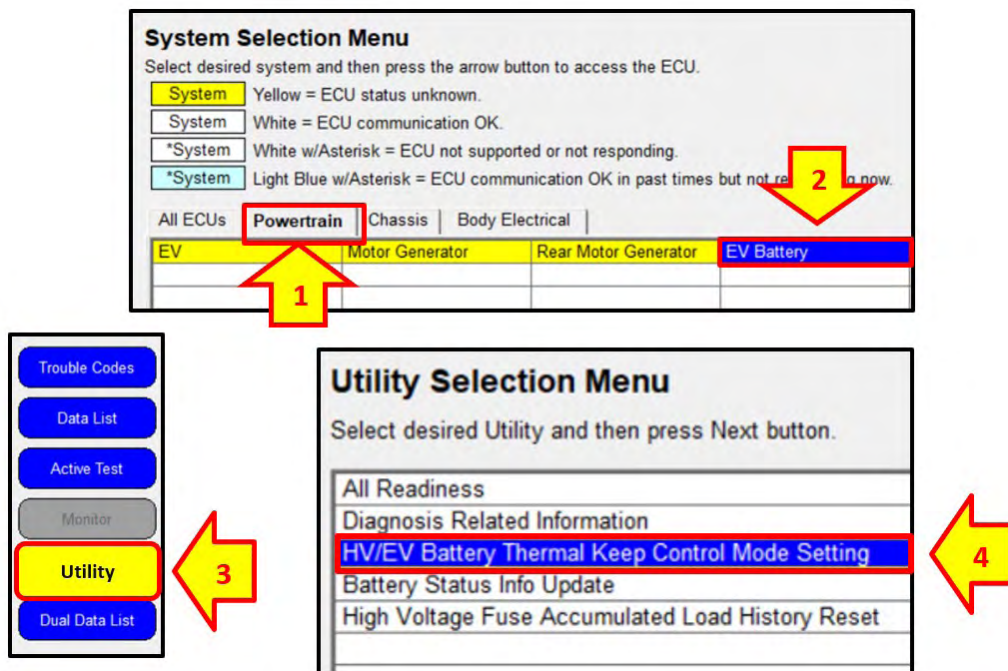 System Selection Menu
Select desired system and then press the arrow button to access the ECU.
System Yellow = ECU status unknown.
System White = ECU communication OK.
*System White w/Asterisk = ECU not supported or not responding.
*System Light Blue w/Asterisk = ECU communication OK in past times but not now.
2
All ECUs Powertrain Chassis Body Electrical
EV Motor Generator Rear Motor Generator EV Battery
1
Trouble Codes
Data List
Active Test
Monitor
Utility
Dual Data List
3
Utility Selection Menu
Select desired Utility and then press Next button.
All Readiness
Diagnosis Related Information
HV/EV Battery Thermal Keep Control Mode Setting
Battery Status Info Update
High Voltage Fuse Accumulated Load History Reset
4